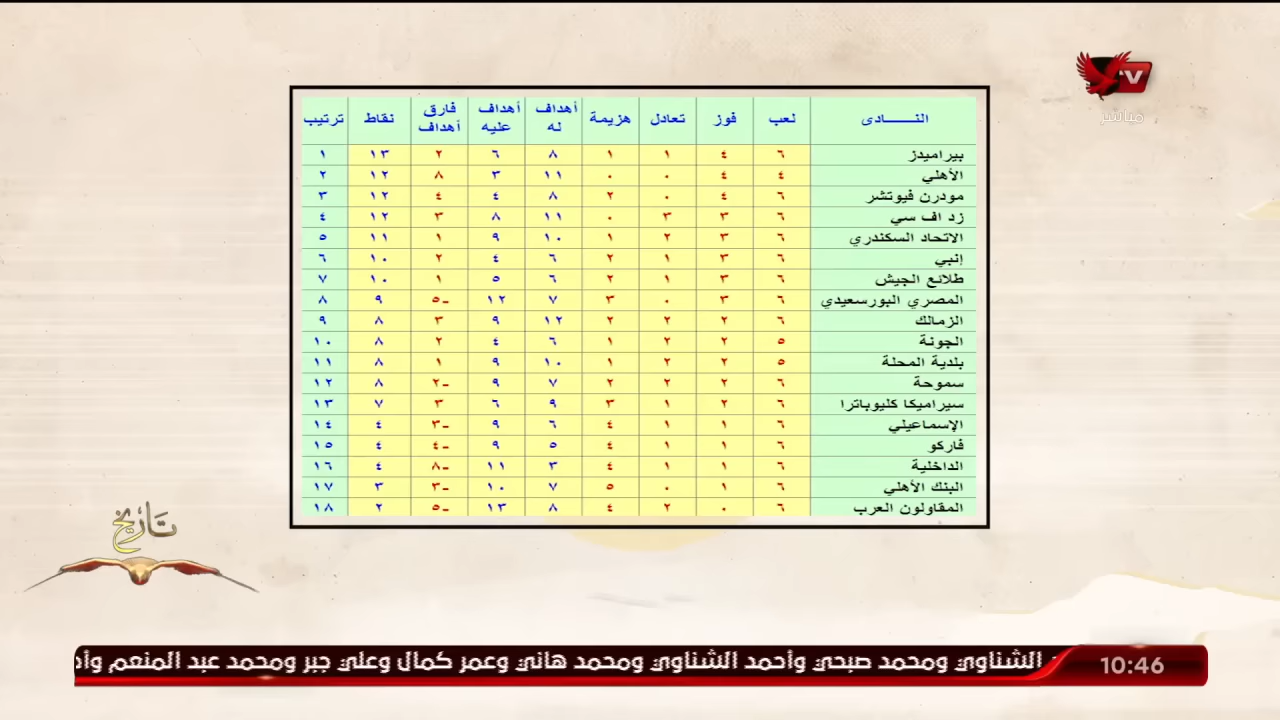 TV
مباشر
النـــــادى لعب فوز تعادل هزيمة أهداف له أهداف عليه فارق أهداف نقاط ترتيب
بيراميدز ٦ ٤ ١ ١ ٨ ٦ ٢ ١٣ ١
الأهلي ٤ ٤ ٠ ٠ ١١ ٣ ٨ ١٢ ٢
مودرن فيوتشر ٦ ٤ ٠ ٢ ٨ ٤ ٤ ١٢ ٣
زد اف سي ٦ ٣ ٣ ٠ ١١ ٨ ٣ ١٢ ٤
الاتحاد السكندري ٦ ٣ ٢ ١ ١٠ ٩ ١ ١١ ٥
إنبي ٦ ٣ ١ ٢ ٦ ٤ ٢ ١٠ ٦
طلائع الجيش ٦ ٣ ١ ٢ ٦ ٥ ١ ١٠ ٧
المصري البورسعيدي ٦ ٣ ٠ ٣ ٧ ١٢ -٥ ٩ ٨
الزمالك ٦ ٢ ٢ ٢ ١٢ ٩ ٣ ٨ ٩
الجونة ٥ ٢ ٢ ١ ٦ ٤ ٢ ٨ ١٠
بلدية المحلة ٥ ٢ ٢ ١ ١٠ ٩ ١ ٨ ١١
سموحة ٦ ٢ ٢ ٢ ٧ ٩ -٢ ٨ ١٢
سيراميكا كليوباترا ٦ ٢ ١ ٣ ٩ ٦ ٣ ٧ ١٣
الإسماعيلي ٦ ١ ١ ٤ ٦ ٩ -٣ ٤ ١٤
فاركو ٦ ١ ١ ٤ ٥ ٩ -٤ ٤ ١٥
الداخلية ٦ ١ ١ ٤ ٣ ١١ -٨ ٤ ١٦
البنك الأهلي ٦ ١ ٠ ٥ ٧ ١٠ -٣ ٣ ١٧
المقاولون العرب ٦ ٠ ٢ ٤ ٨ ١٣ -٥ ٢ ١٨
تاريخ
10:46
الشناوي ومحمد صبحي وأحمد الشناوي ومحمد هاني وعمر كمال وعلي جبر ومحمد عبد المنعم